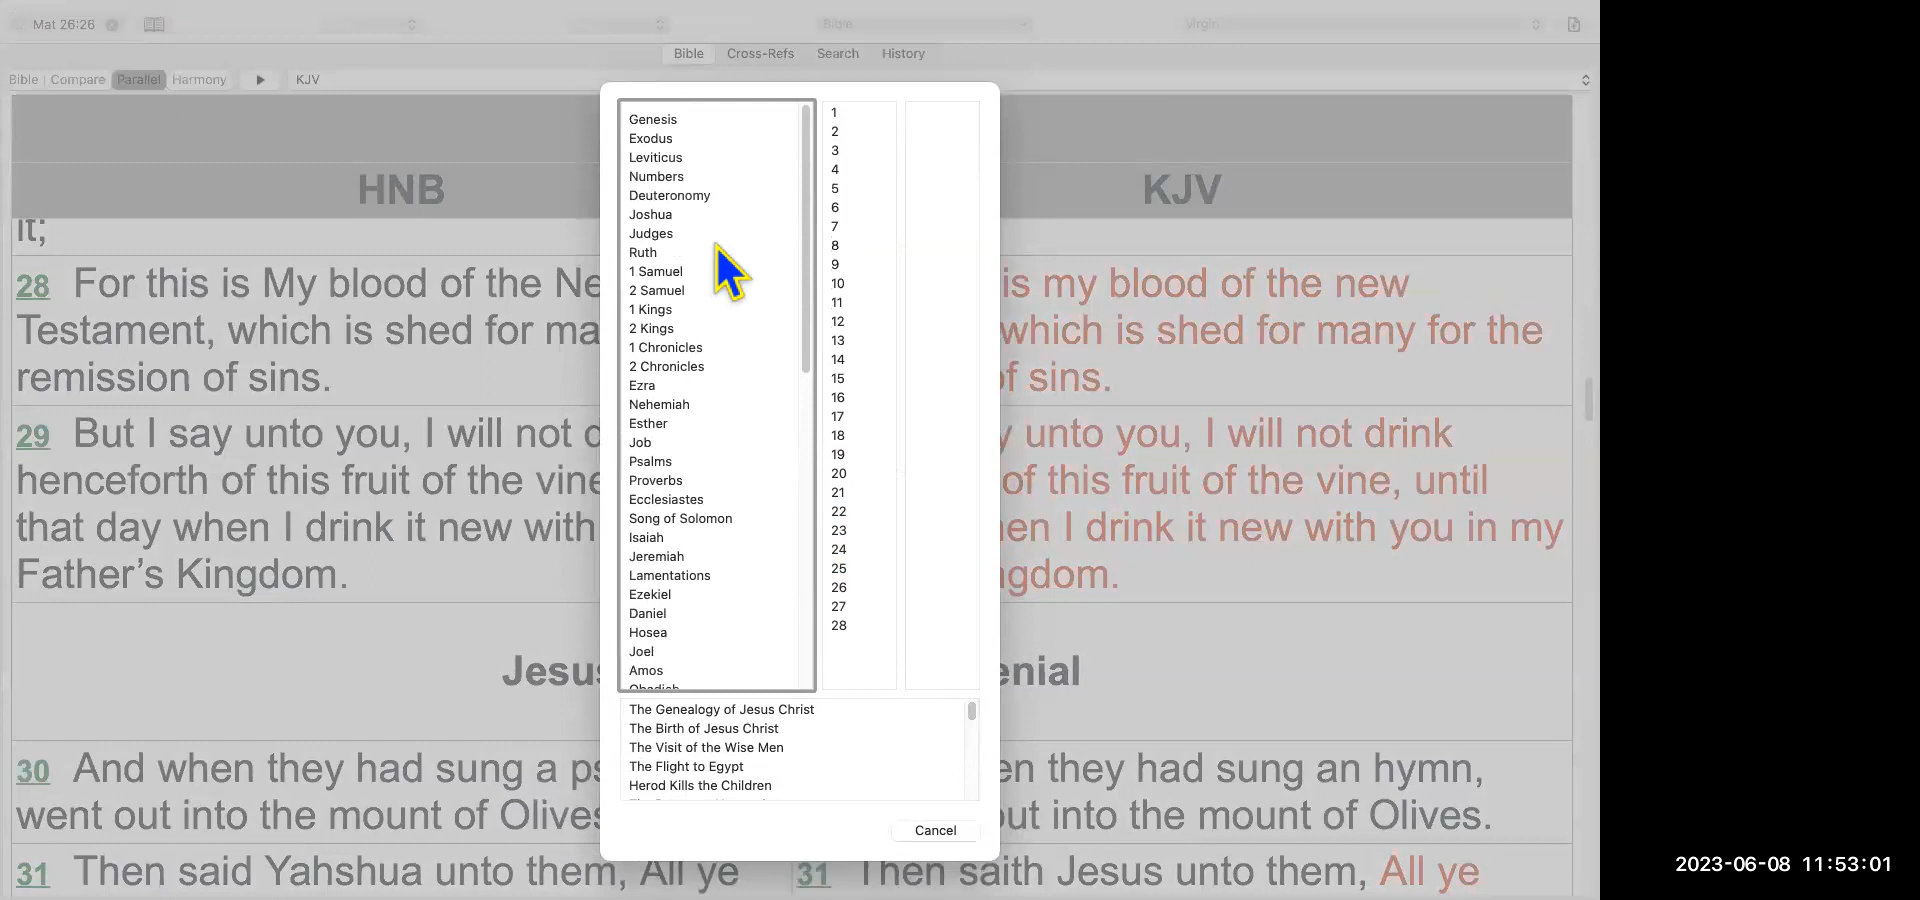 Mat 26:26
Bible
Virgin
Bible Cross-Refs Search History
Bible Compare Parallel Harmony KJV
HNB
KJV
it;
28 For this is My blood of the Ne
Testament, which is shed for ma
remission of sins.
is my blood of the new
which is shed for many for the
of sins.
29 But I say unto you, I will not d
henceforth of this fruit of the vine
that day when I drink it new with
Father’s Kingdom.
unto you, I will not drink
of this fruit of the vine, until
en I drink it new with you in my
gdom.
Jesus
enial
30 And when they had sung a ps
went out into the mount of Olives
en they had sung an hymn,
out into the mount of Olives.
31 Then said Yahshua unto them, All ye
31 Then saith Jesus unto them, All ye
Genesis
Exodus
Leviticus
Numbers
Deuteronomy
Joshua
Judges
Ruth
1 Samuel
2 Samuel
1 Kings
2 Kings
1 Chronicles
2 Chronicles
Ezra
Nehemiah
Esther
Job
Psalms
Proverbs
Ecclesiastes
Song of Solomon
Isaiah
Jeremiah
Lamentations
Ezekiel
Daniel
Hosea
Joel
Amos
Obadiah
1
2
3
4
5
6
7
8
9
10
11
12
13
14
15
16
17
18
19
20
21
22
23
24
25
26
27
28
The Genealogy of Jesus Christ
The Birth of Jesus Christ
The Visit of the Wise Men
The Flight to Egypt
Herod Kills the Children
Cancel
2023-06-08 11:53:01